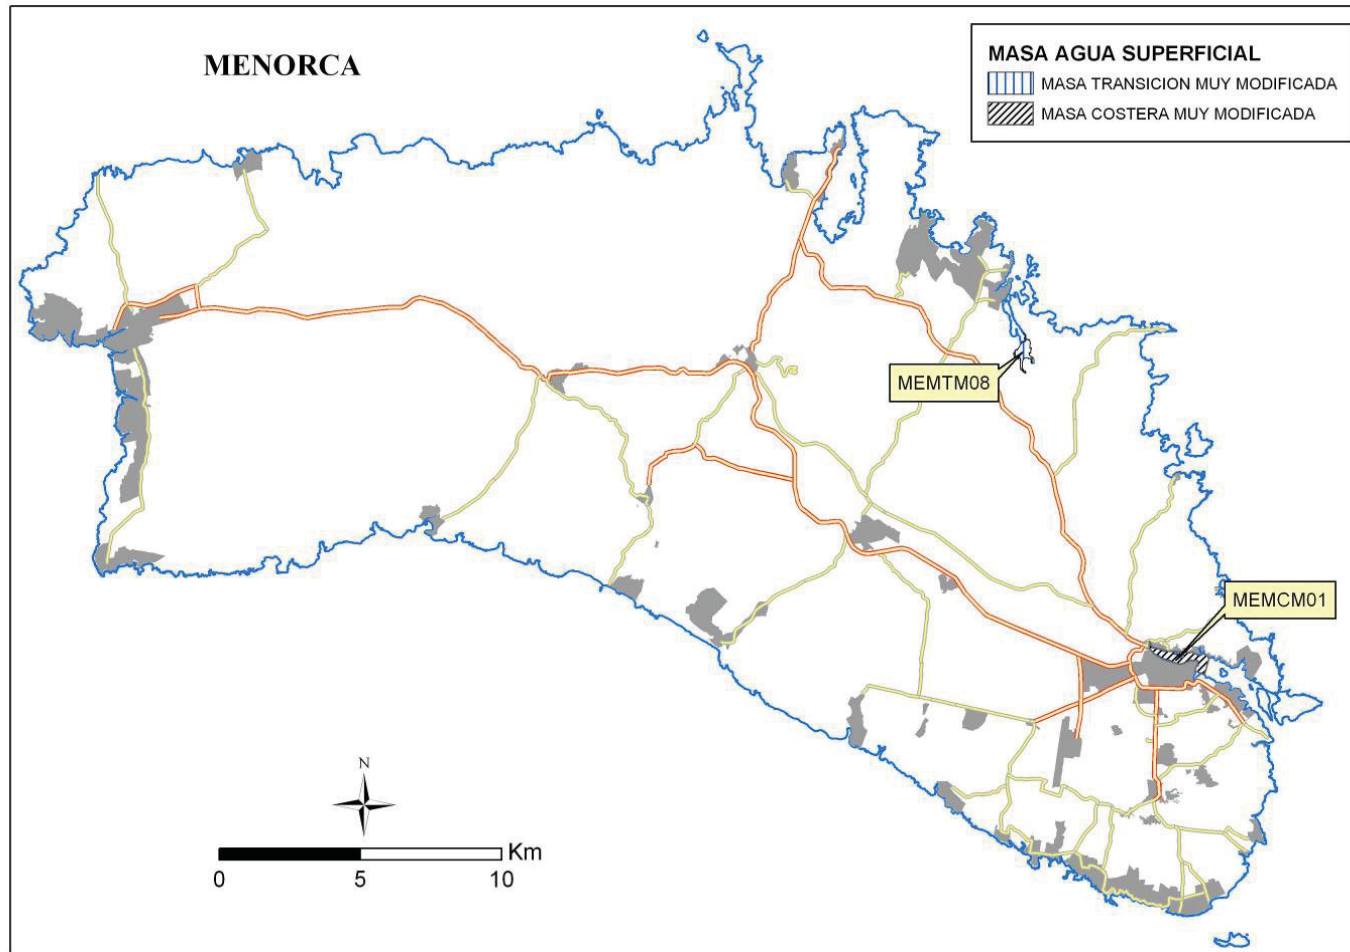 MENORCA
MASA AGUA SUPERFICIAL
MASA TRANSICION MUY MODIFICADA
MASA COSTERA MUY MODIFICADA
MEMTM08
MEMCM01
N
Km
0 5 10